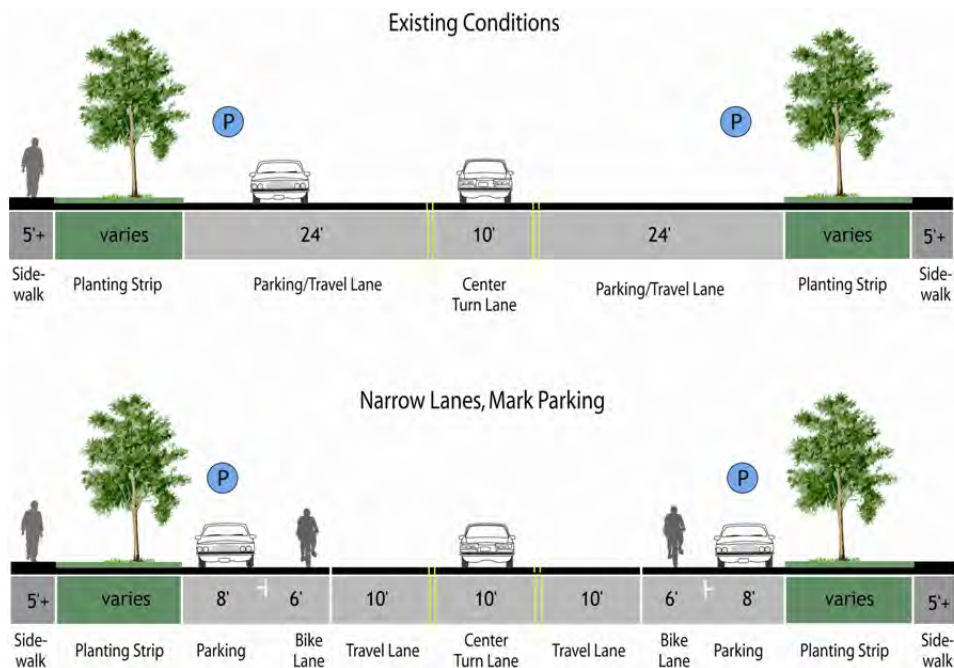 Existing Conditions
P
P
5'+ varies 24' 10' 24' varies 5'+
Side-
walk
Planting Strip
Parking/Travel Lane
Center
Turn Lane
Parking/Travel Lane
Planting Strip
Side-
walk
Narrow Lanes, Mark Parking
P
P
5'+ varies 8' 6' 10' 10' 10' 6' 8' varies 5'+
Side-
walk
Planting Strip
Parking
Bike
Lane
Travel Lane
Center
Turn Lane
Travel Lane
Bike
Lane
Parking
Planting Strip
Side-
walk